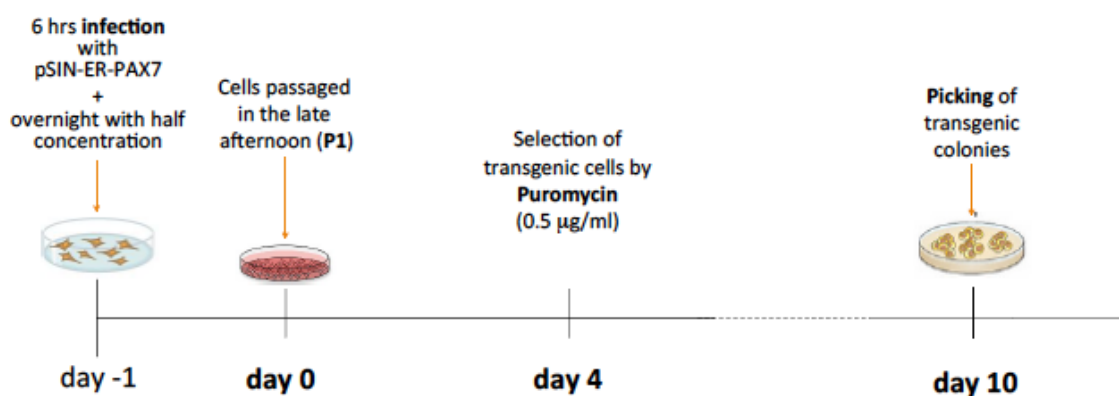 6 hrs infection
with
pSIN-ER-PAX7
+
overnight with half
concentration
Cells passaged
in the late
afternoon (P1)
Selection of
transgenic cells by
Puromycin
(0.5 μg/ml)
Picking of
transgenic
colonies
day -1
day 0
day 4
day 10